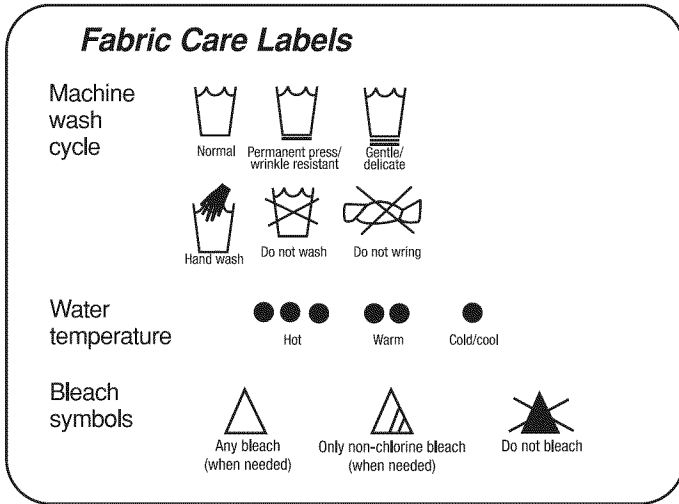 Fabric Care Labels
Machine
wash
cycle
Normal
Permanent press/
wrinkle resistant
Gentle/
delicate
Hand wash
Do not wash
Do not wring
Water
temperature
Hot
Warm
Cold/cool
Bleach
symbols
Any bleach
(when needed)
Only non-chlorine bleach
(when needed)
Do not bleach